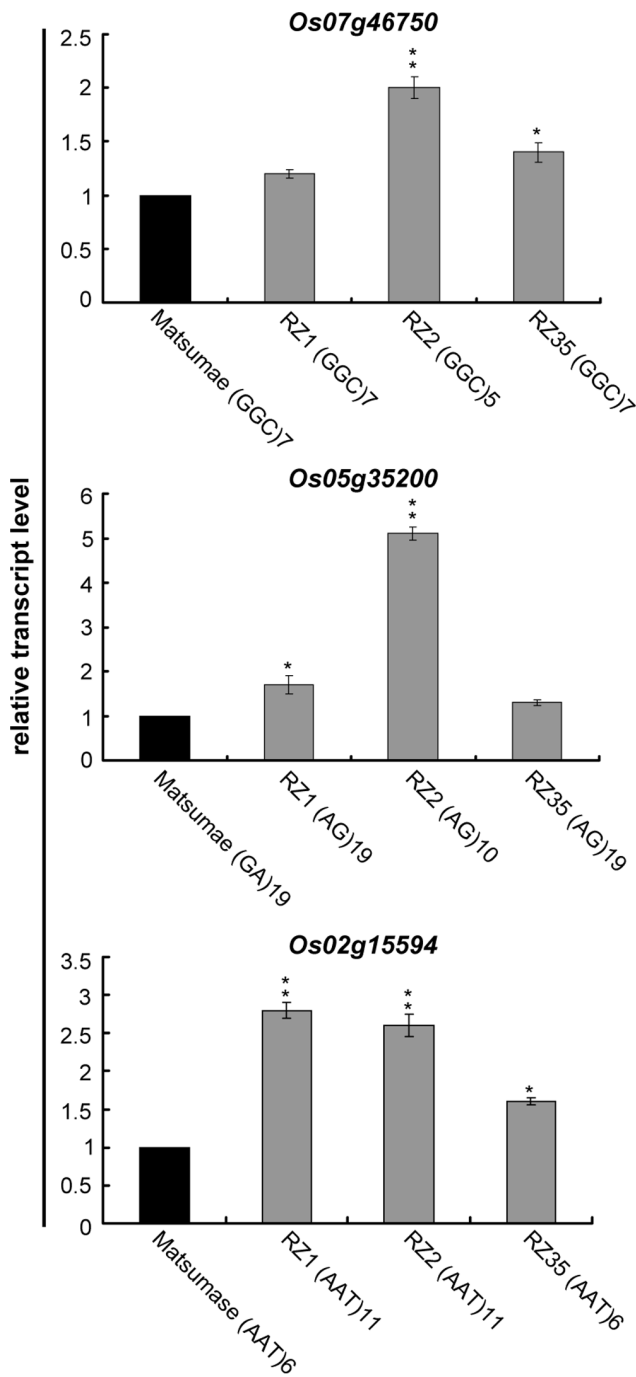 relative transcript level
Os07g46750
2.5
**
2
*
1.5
1
0.5
0
Matsumae (GGC)7
RZ1 (GGC)7
RZ2 (GGC)5
RZ35 (GGC)7
Os05g35200
6
**
5
4
3
2
*
1
0
Matsumae (GA)19
RZ1 (AG)19
RZ2 (AG)10
RZ35 (AG)19
Os02g15594
3.5
** **
3
2.5
2
*
1.5
1
0.5
0
Matsumase (AAT)6
RZ1 (AAT)11
RZ2 (AAT)11
RZ35 (AAT)6